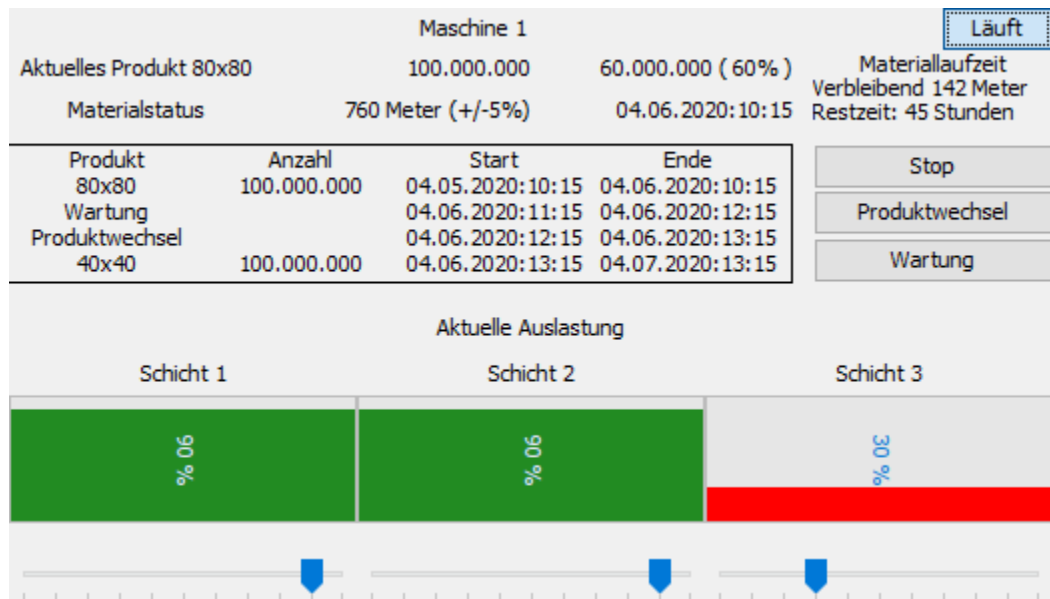 Maschine 1 Läuft
Aktuelles Produkt 80x80 100.000.000 60.000.000 ( 60% ) Materiallaufzeit
Verbleibend 142 Meter
Materialstatus 760 Meter (+/-5%) 04.06.2020:10:15 Restzeit: 45 Stunden
Produkt Anzahl Start Ende Stop
80x80 100.000.000 04.05.2020:10:15 04.06.2020:10:15
Wartung 04.06.2020:11:15 04.06.2020:12:15 Produktwechsel
Produktwechsel 04.06.2020:12:15 04.06.2020:13:15
40x40 100.000.000 04.06.2020:13:15 04.07.2020:13:15 Wartung
Aktuelle Auslastung
Schicht 1 Schicht 2 Schicht 3
90 % 90 % 30 %